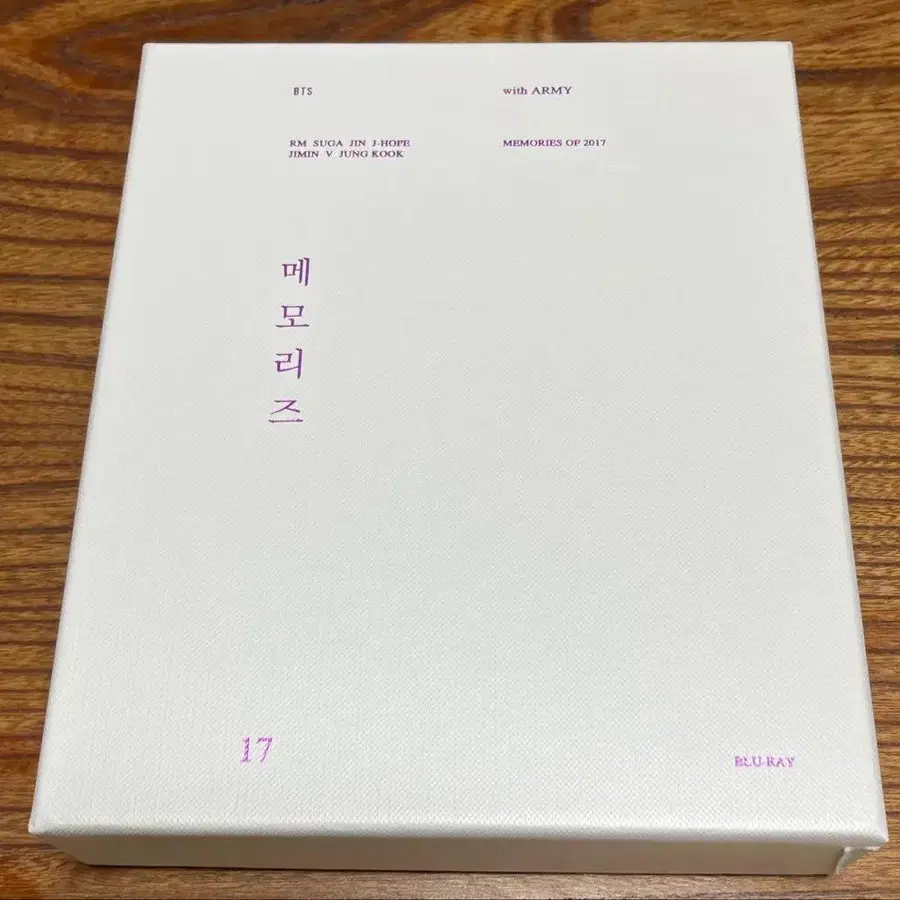 BTS
with ARMY
RM SUGA JIN J-HOPE
JIMIN V JUNG KOOK
MEMORIES OF 2017
메모리즈
17
BLU-RAY